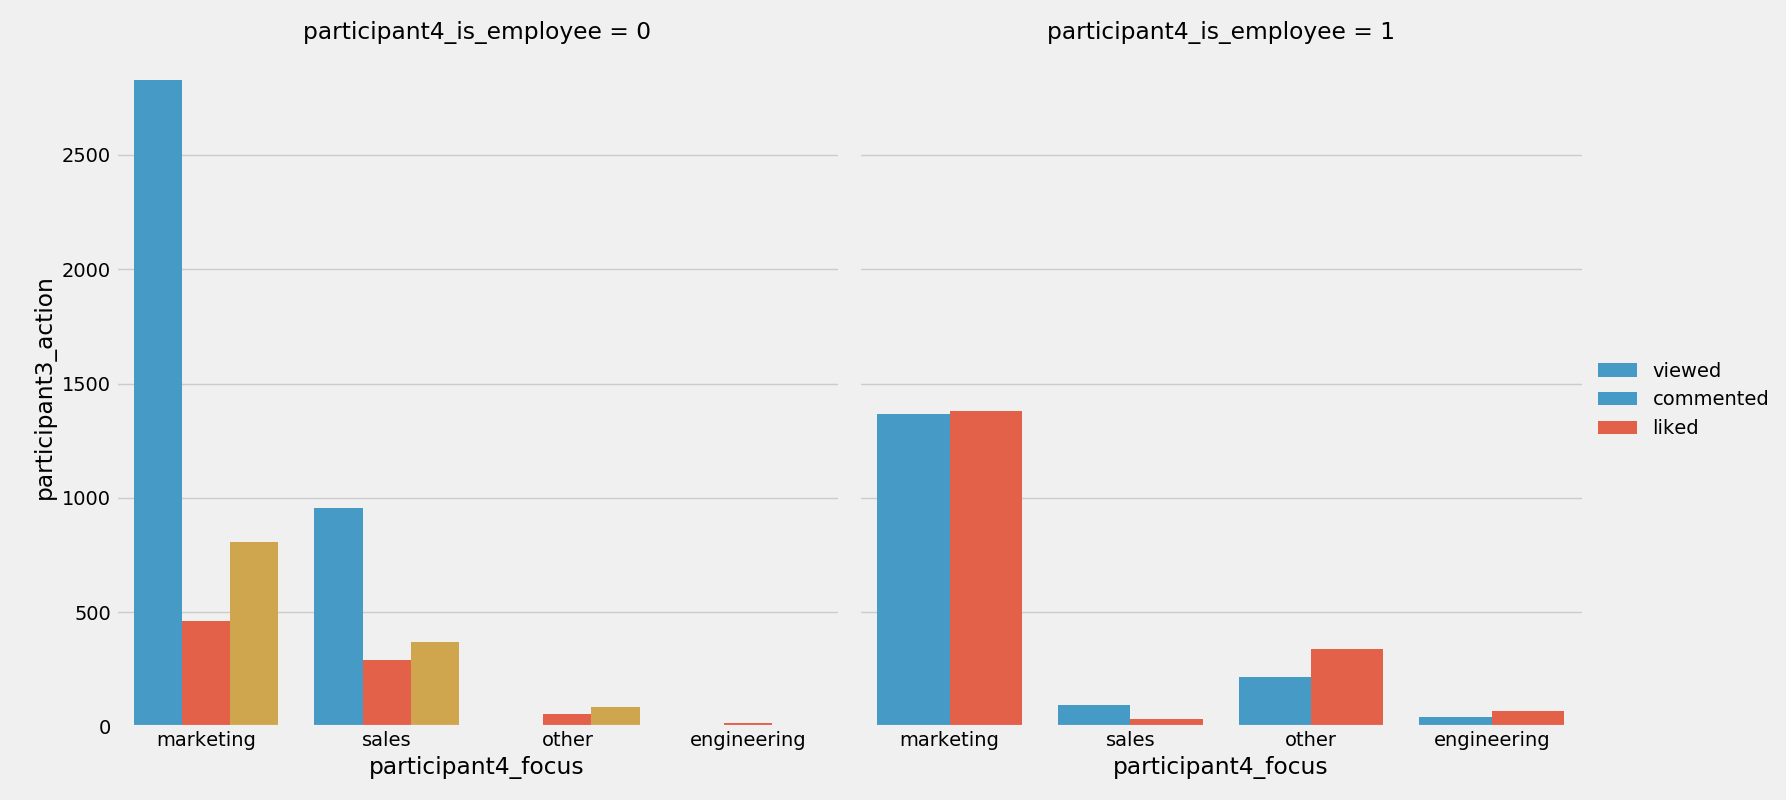 participant4_is_employee = 0
participant4_is_employee = 1
participant3_action
2500
2000
1500
1000
500
0
marketing
sales
other
engineering
participant4_focus
marketing
sales
other
engineering
participant4_focus
viewed
commented
liked